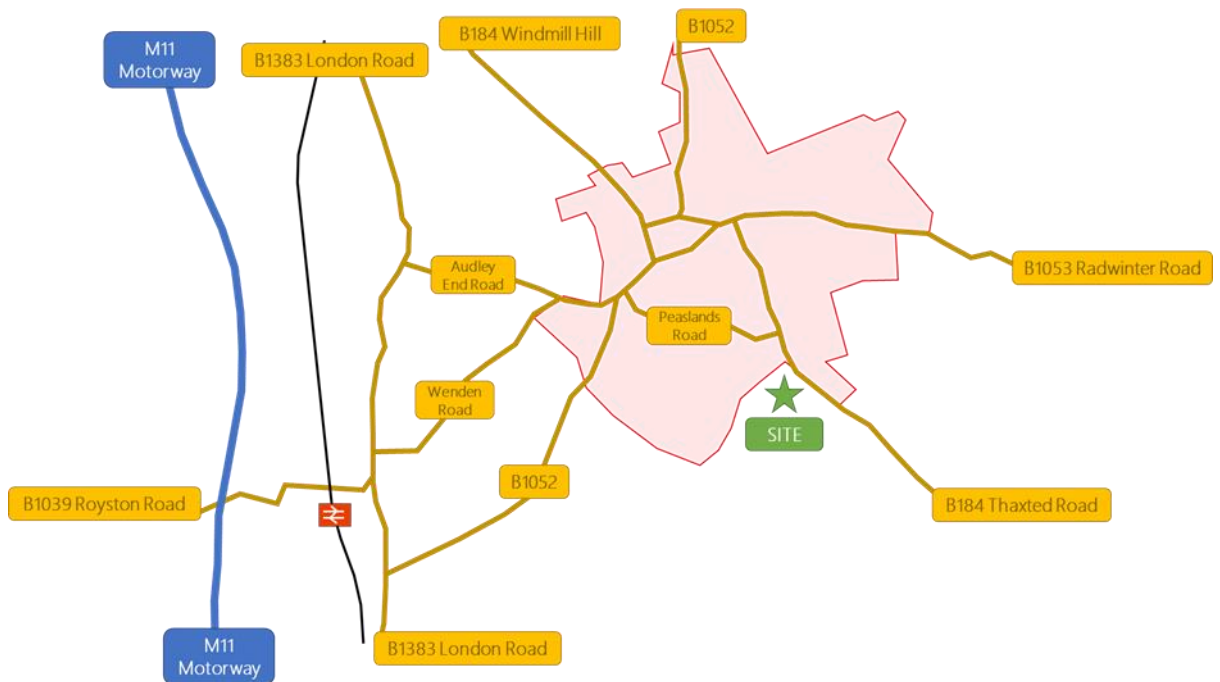 B184 Windmill Hill
B1052
M11
Motorway
B1383 London Road
Audley
End Road
B1053 Radwinter Road
Peaslands
Road
Wenden
Road
SITE
B1052
B1039 Royston Road
B184 Thaxted Road
M11
Motorway
B1383 London Road